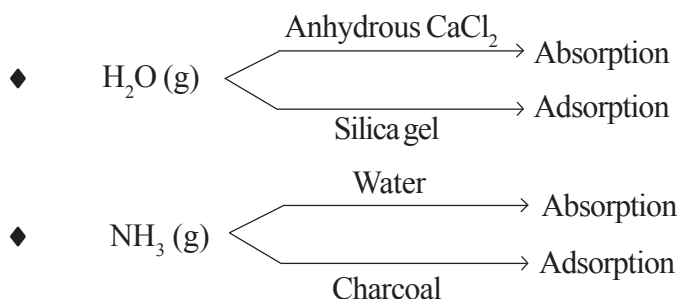 Anhydrous CaCl₂
Absorption
♦ H₂O (g)
Adsorption
Silica gel
Water
Absorption
♦ NH₃ (g)
Adsorption
Charcoal